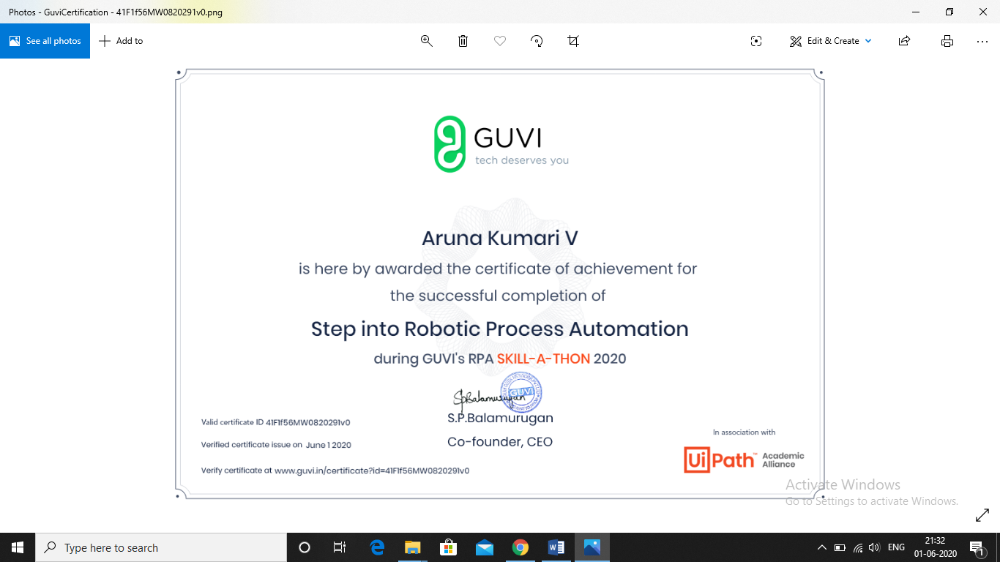 Photos - GuviCertification - 41F1f56MW0820291v0.png
See all photos
Add to
Edit & Create
GUVI
tech deserves you
Aruna Kumari V
is here by awarded the certificate of achievement for
the successful completion of
Step into Robotic Process Automation
during GUVI's RPA SKILL-A-THON 2020
SpBalamurugan
GUVI
S.P.Balamurugan
Co-founder, CEO
Valid certificate ID 41F1f56MW0820291v0
Verified certificate issue on June 1 2020
Verify certificate at www.guvi.in/certificate?id=41F1f56MW0820291v0
In association with
UiPath™ Academic
Alliance
Activate Windows
Go to Settings to activate Windows.
Type here to search
ENG
21:32
01-06-2020
1